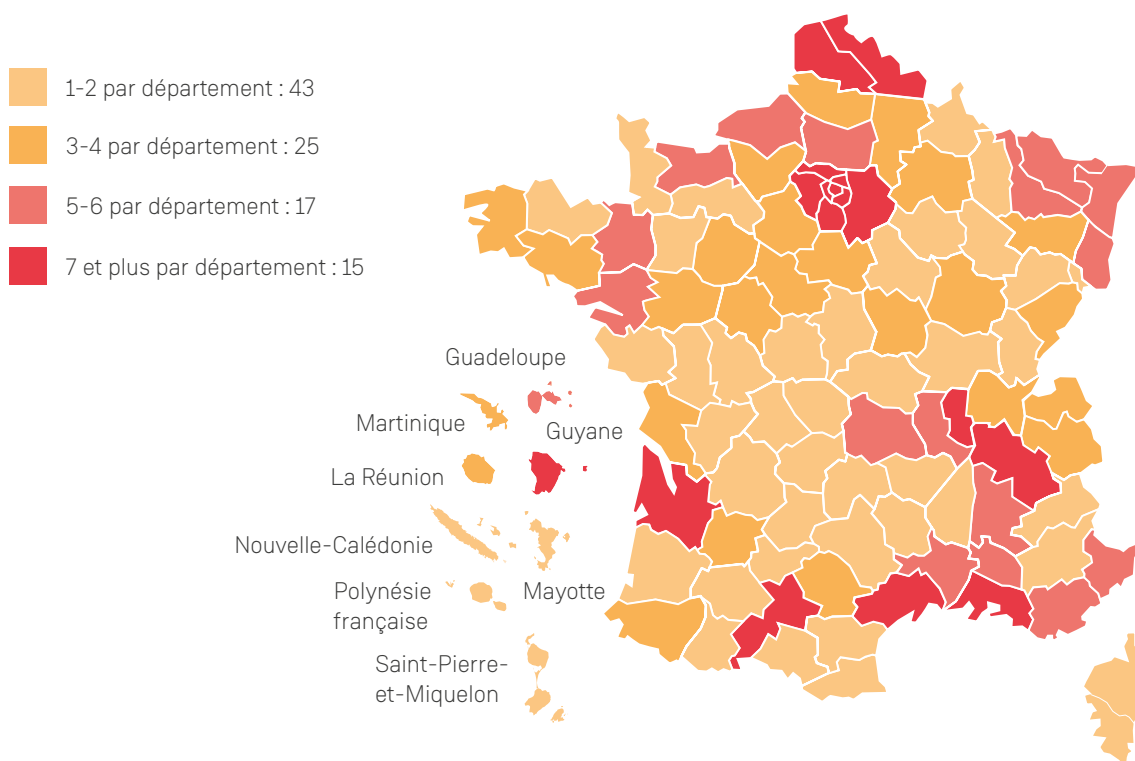 1-2 par département : 43
3-4 par département : 25
5-6 par département : 17
7 et plus par département : 15
Guadeloupe
Martinique
Guyane
La Réunion
Nouvelle-Calédonie
Polynésie
française
Mayotte
Saint-Pierre-
et-Miquelon